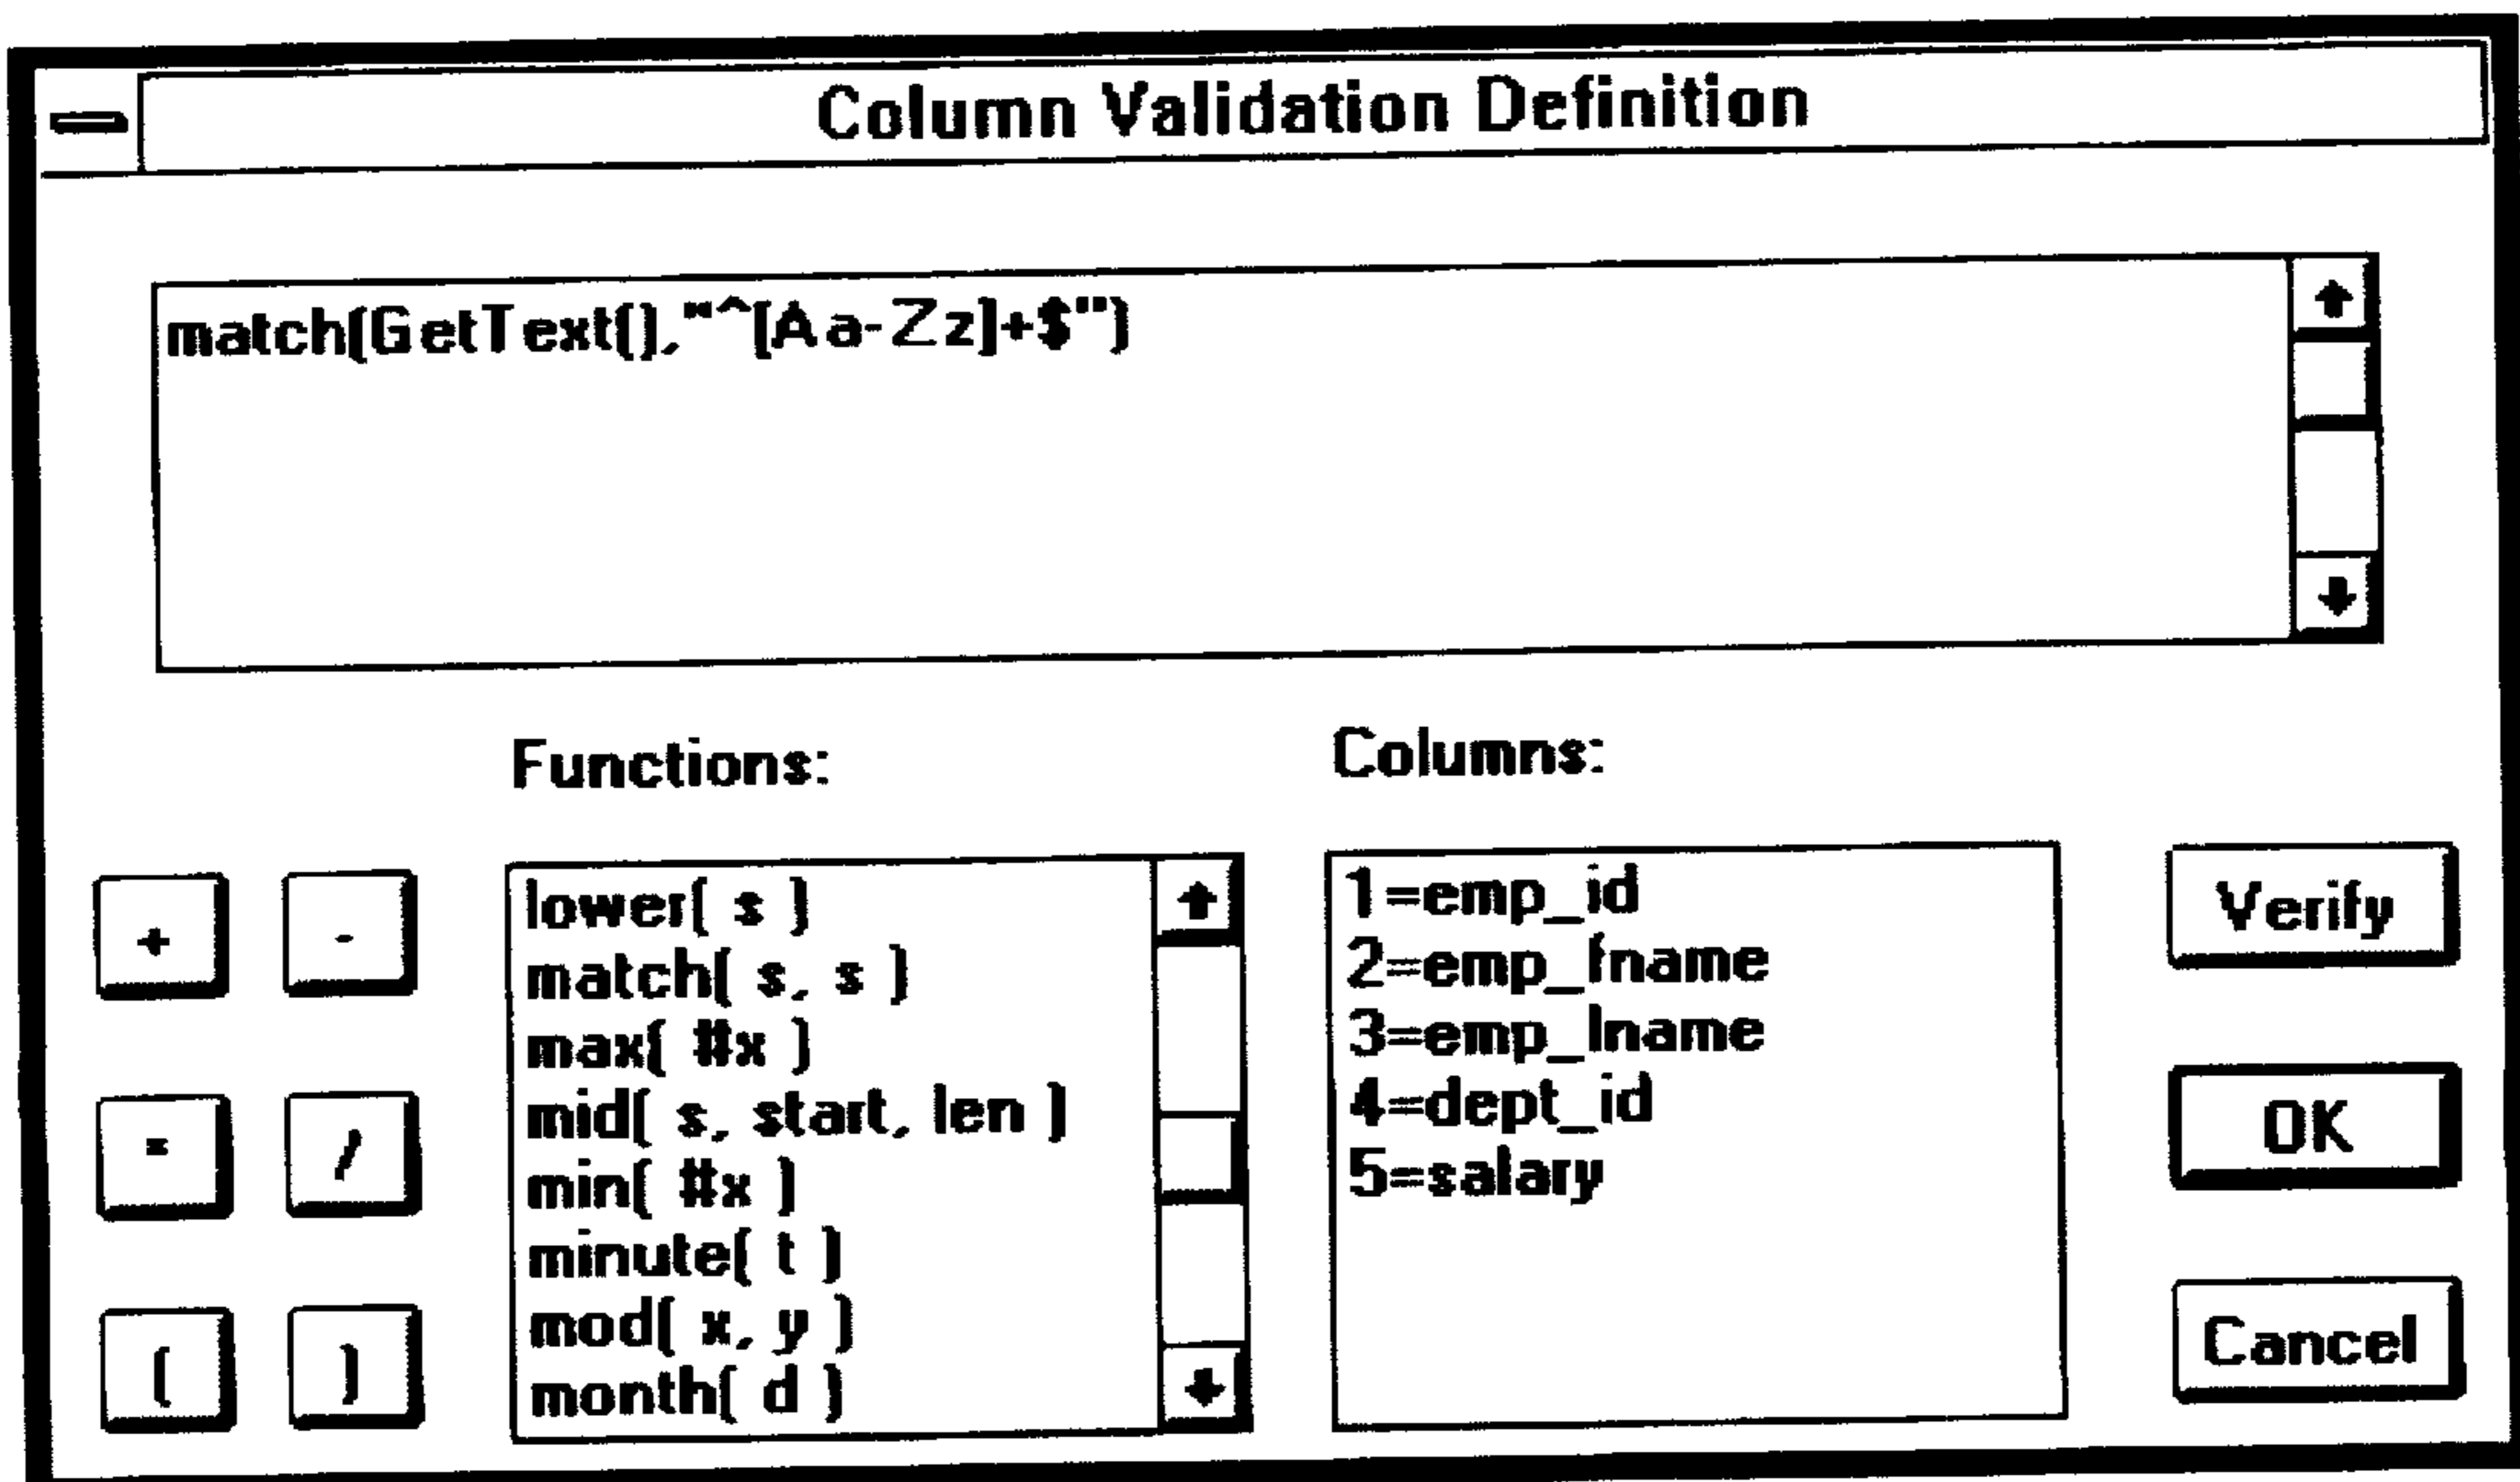 Column Validation Definition
match(GetText(),"^[Aa-Zz]+$")
Functions:
Columns:
+ -
* /
( )
lower( s )
match( s, s )
max( #x )
mid( s, start, len )
min( #x )
minute( t )
mod( x, y )
month( d )
1=emp_id
2=emp_fname
3=emp_lname
4=dept_id
5=salary
Verify
OK
Cancel